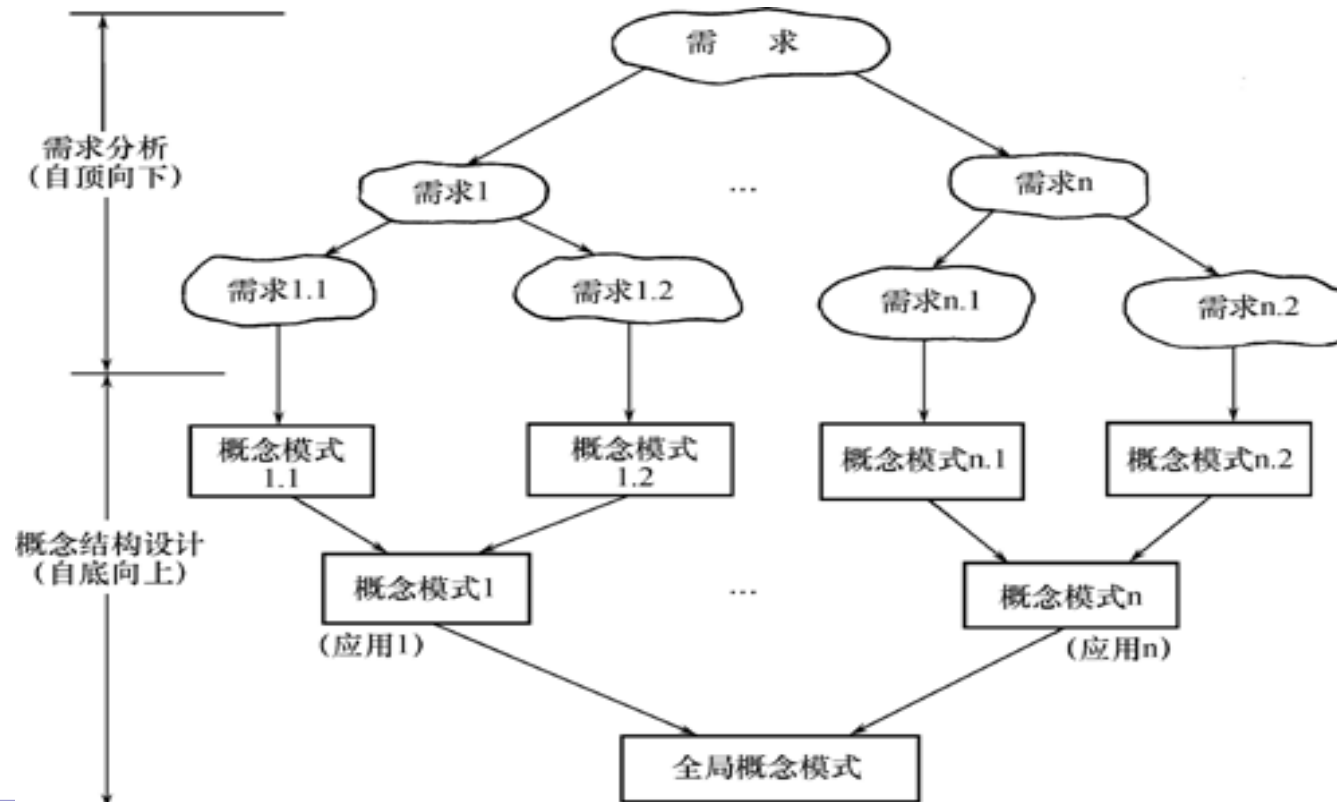 需 求
需求分析
(自顶向下)
需求1
…
需求n
需求1.1
需求1.2
需求n.1
需求n.2
概念模式
1.1
概念模式
1.2
概念模式n.1
概念模式n.2
概念结构设计
(自底向上)
概念模式1
…
概念模式n
(应用1)
(应用n)
全局概念模式